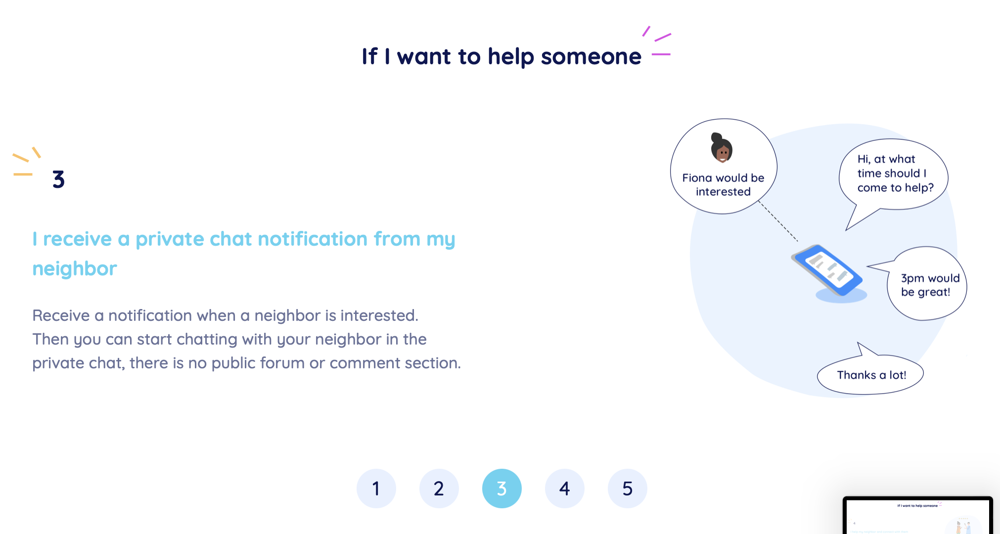 If I want to help someone
3
I receive a private chat notification from my
neighbor
Receive a notification when a neighbor is interested.
Then you can start chatting with your neighbor in the
private chat, there is no public forum or comment section.
Fiona would be
interested
Hi, at what
time should I
come to help?
3pm would
be great!
Thanks a lot!
1
2
3
4
5
If I want to help someone
4